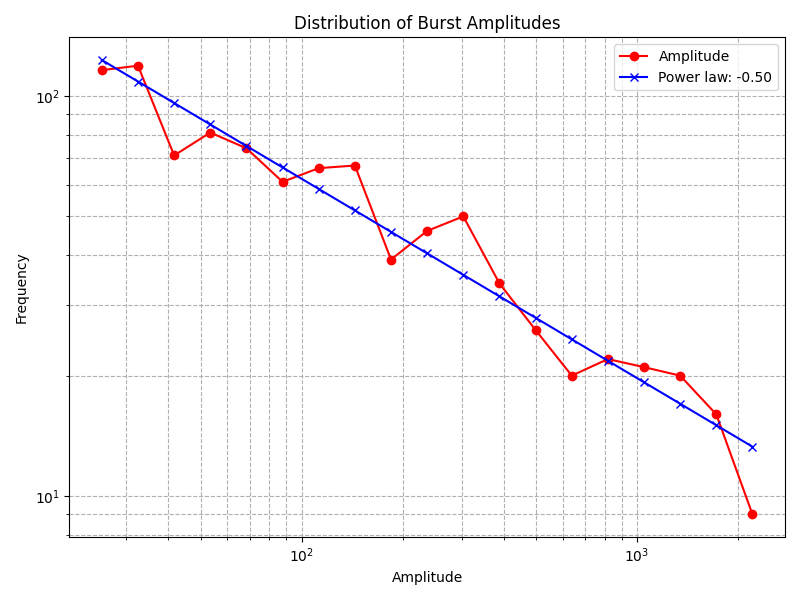 Distribution of Burst Amplitudes
Amplitude
Power law: -0.50
Frequency
10²
10¹
10²
10³
Amplitude